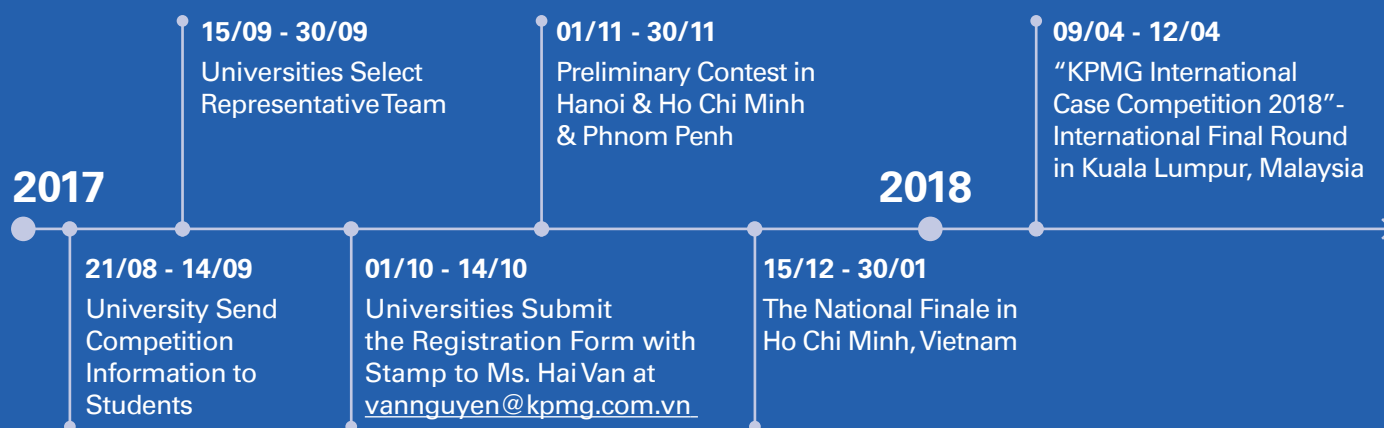 2017
21/08 - 14/09
University Send
Competition
Information to
Students
15/09 - 30/09
Universities Select
Representative Team
01/10 - 14/10
Universities Submit
the Registration Form with
Stamp to Ms. Hai Van at
vannguyen@kpmg.com.vn
01/11 - 30/11
Preliminary Contest in
Hanoi & Ho Chi Minh
& Phnom Penh
15/12 - 30/01
The National Finale in
Ho Chi Minh, Vietnam
2018
09/04 - 12/04
“KPMG International
Case Competition 2018”-
International Final Round
in Kuala Lumpur, Malaysia